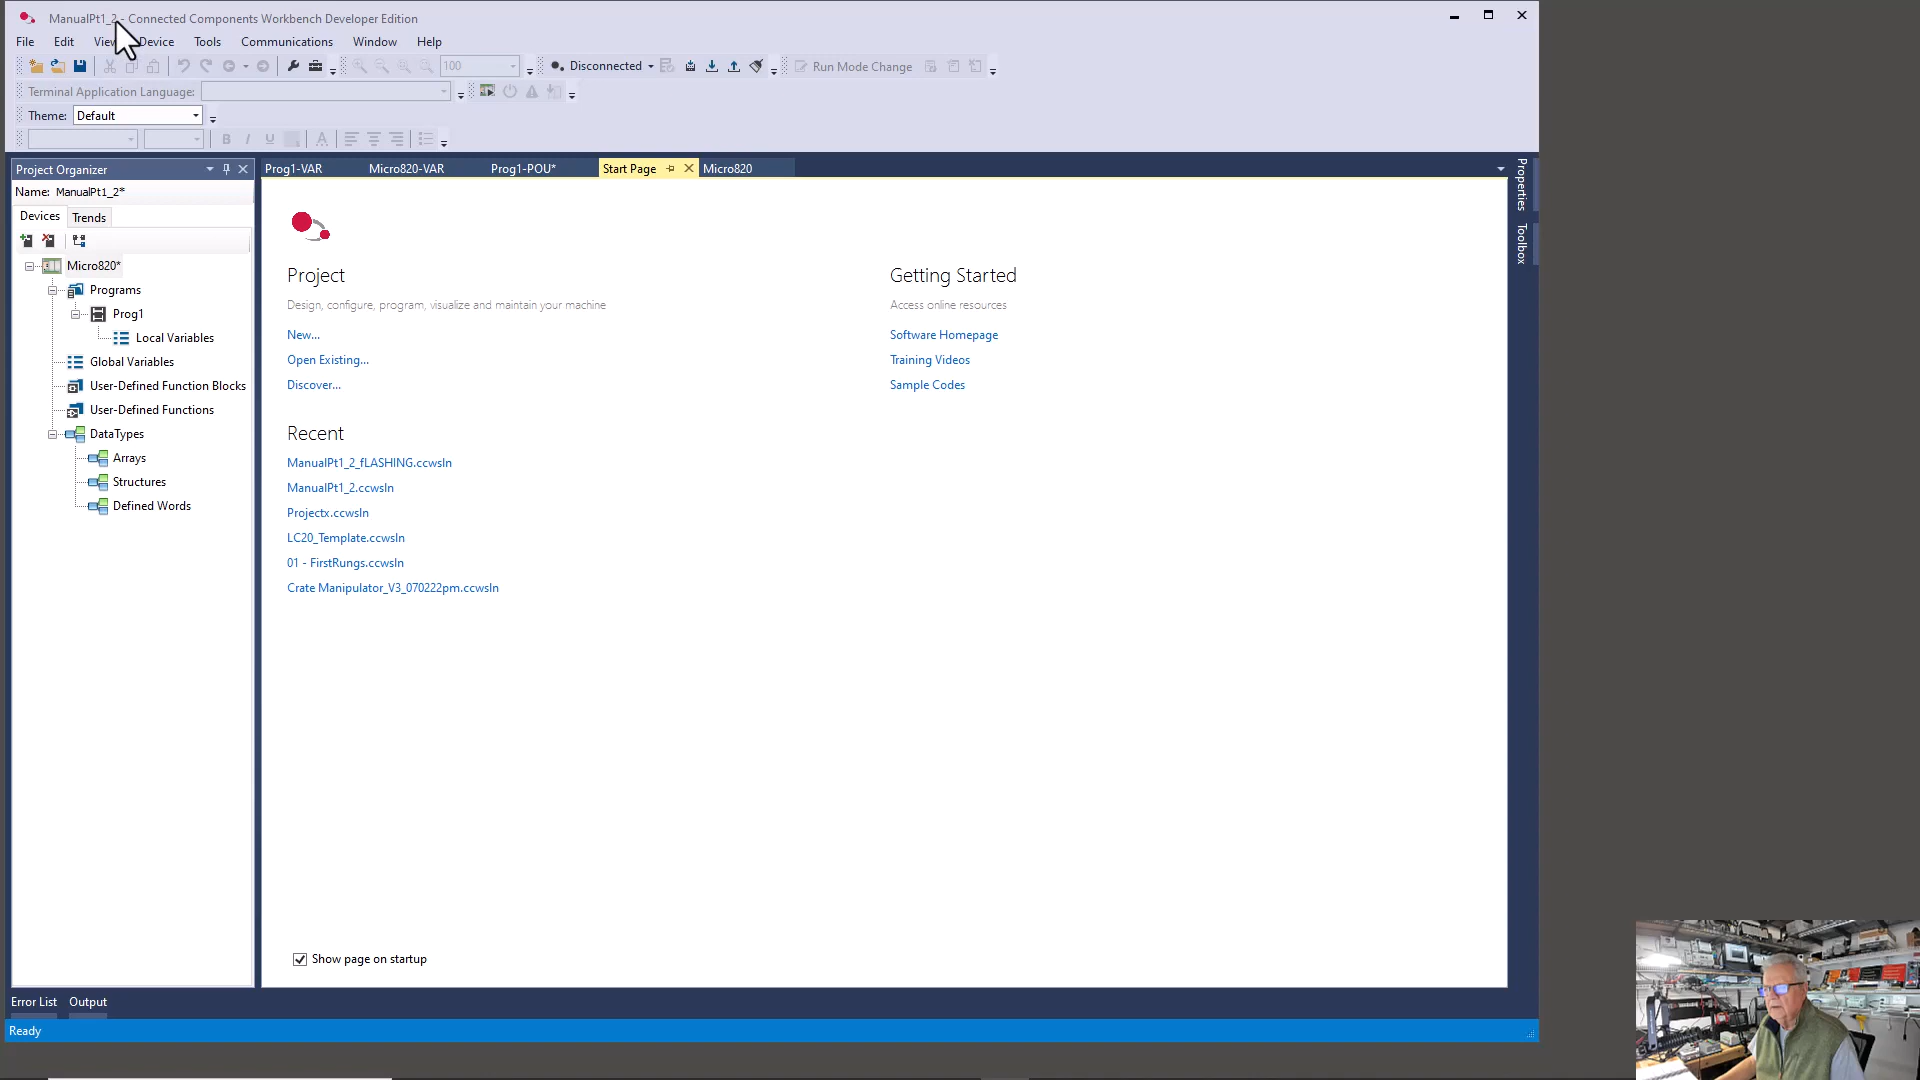 ManualPt1_2 - Connected Components Workbench Developer Edition
File Edit View Device Tools Communications Window Help
100 Disconnected Run Mode Change
Terminal Application Language:
Theme: Default
B I U A
Project Organizer
Name: ManualPt1_2*
Devices Trends
Micro820*
Programs
Prog1
Local Variables
Global Variables
User-Defined Function Blocks
User-Defined Functions
DataTypes
Arrays
Structures
Defined Words
Prog1-VAR Micro820-VAR Prog1-POU* Start Page Micro820
Project
Design, configure, program, visualize and maintain your machine
New...
Open Existing...
Discover...
Recent
ManualPt1_2_fLASHING.ccwsln
ManualPt1_2.ccwsln
Projectx.ccwsln
LC20_Template.ccwsln
01 - FirstRungs.ccwsln
Crate Manipulator_V3_070222pm.ccwsln
Getting Started
Access online resources
Software Homepage
Training Videos
Sample Codes
Show page on startup
Properties
Toolbox
Error List Output
Ready